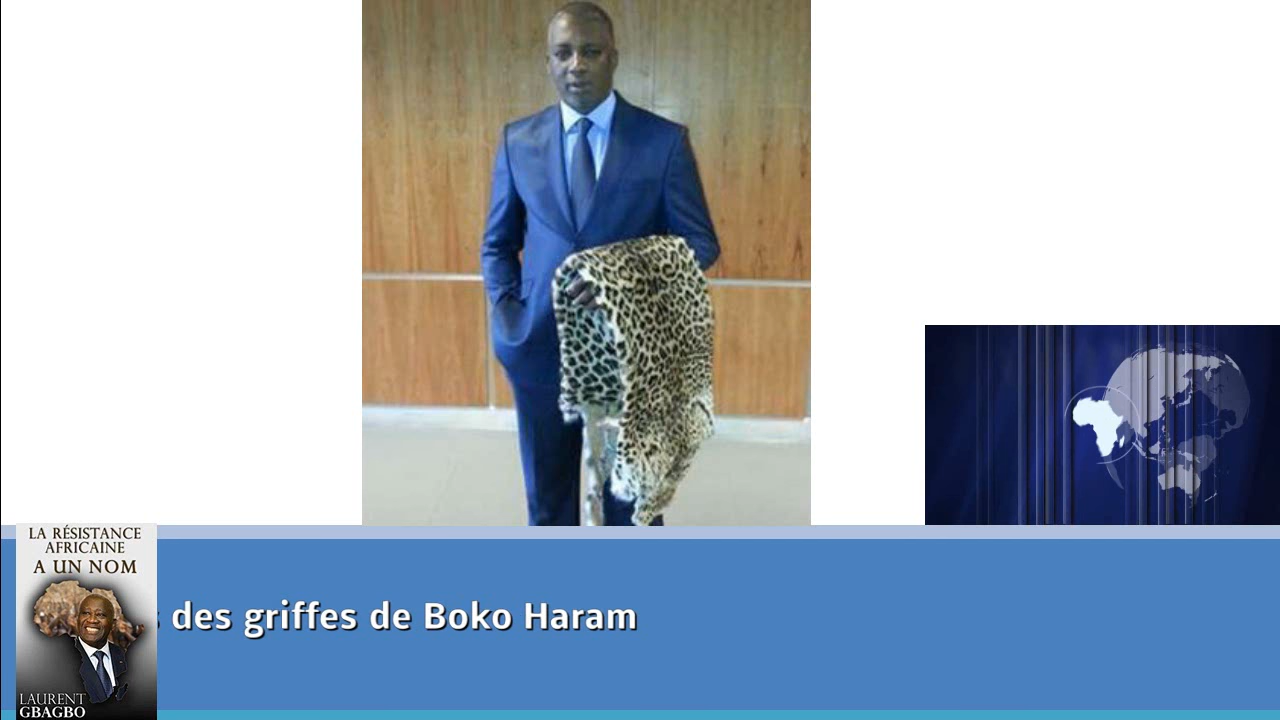 LA RÉSISTANCE
AFRICAINE
A UN NOM
des griffes de Boko Haram
LAURENT
GBAGBO